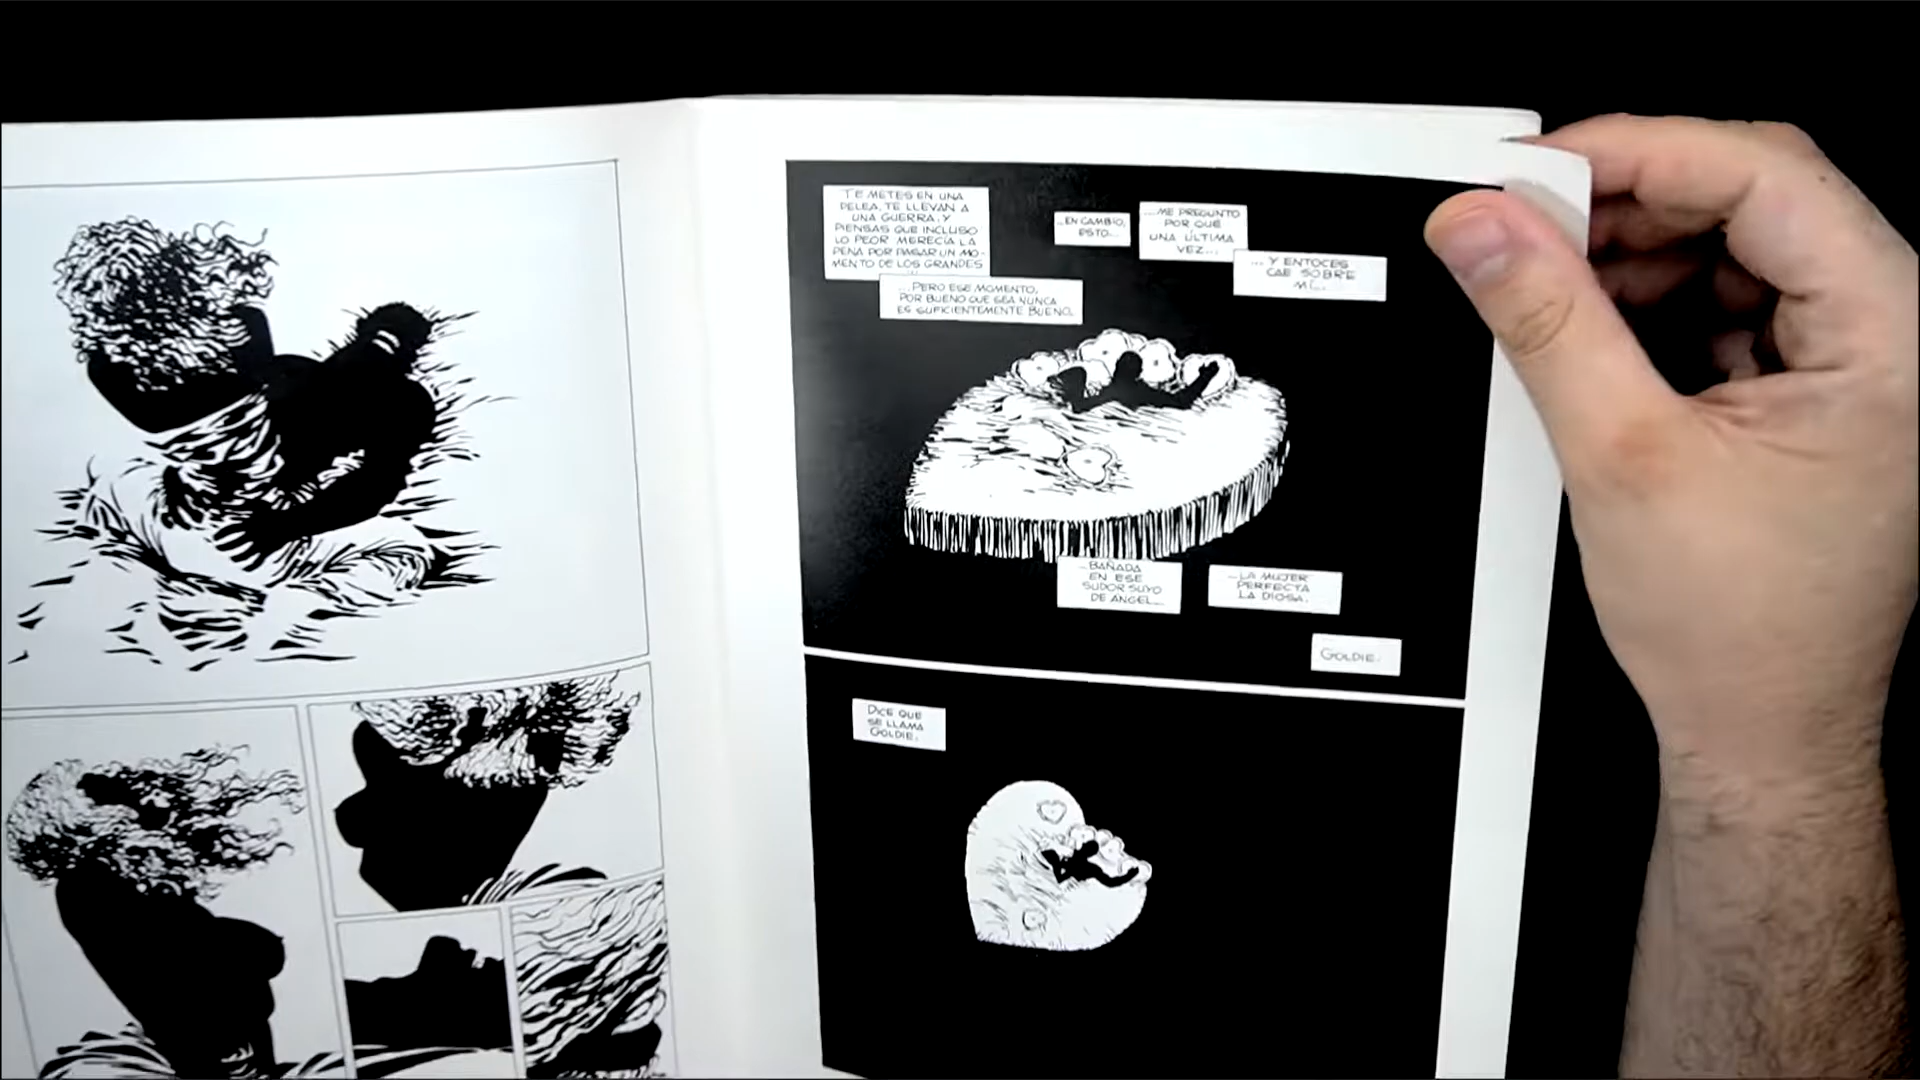 TE METES EN UNA
PELEA, TE LLEVAN A
UNA GUERRA, Y
PIENSAS QUE INCLUSO
LO PEOR MERECÍA LA
PENA POR PASAR UN MO-
MENTO DE LOS GRANDES
...
...PERO ESE MOMENTO,
POR BUENO QUE SEA NUNCA
ES SUFICIENTEMENTE BUENO.
...EN CAMBIO,
ESTO...
...ME PREGUNTO
POR QUÉ
UNA ÚLTIMA
VEZ...
...Y ENTOCES
CAE SOBRE
MÍ...
...BAÑADA
EN ESE
SUDOR SUYO
DE ÁNGEL...
...LA MUJER
PERFECTA
LA DIOSA.
GOLDIE.
DICE QUE
SE LLAMA
GOLDIE.